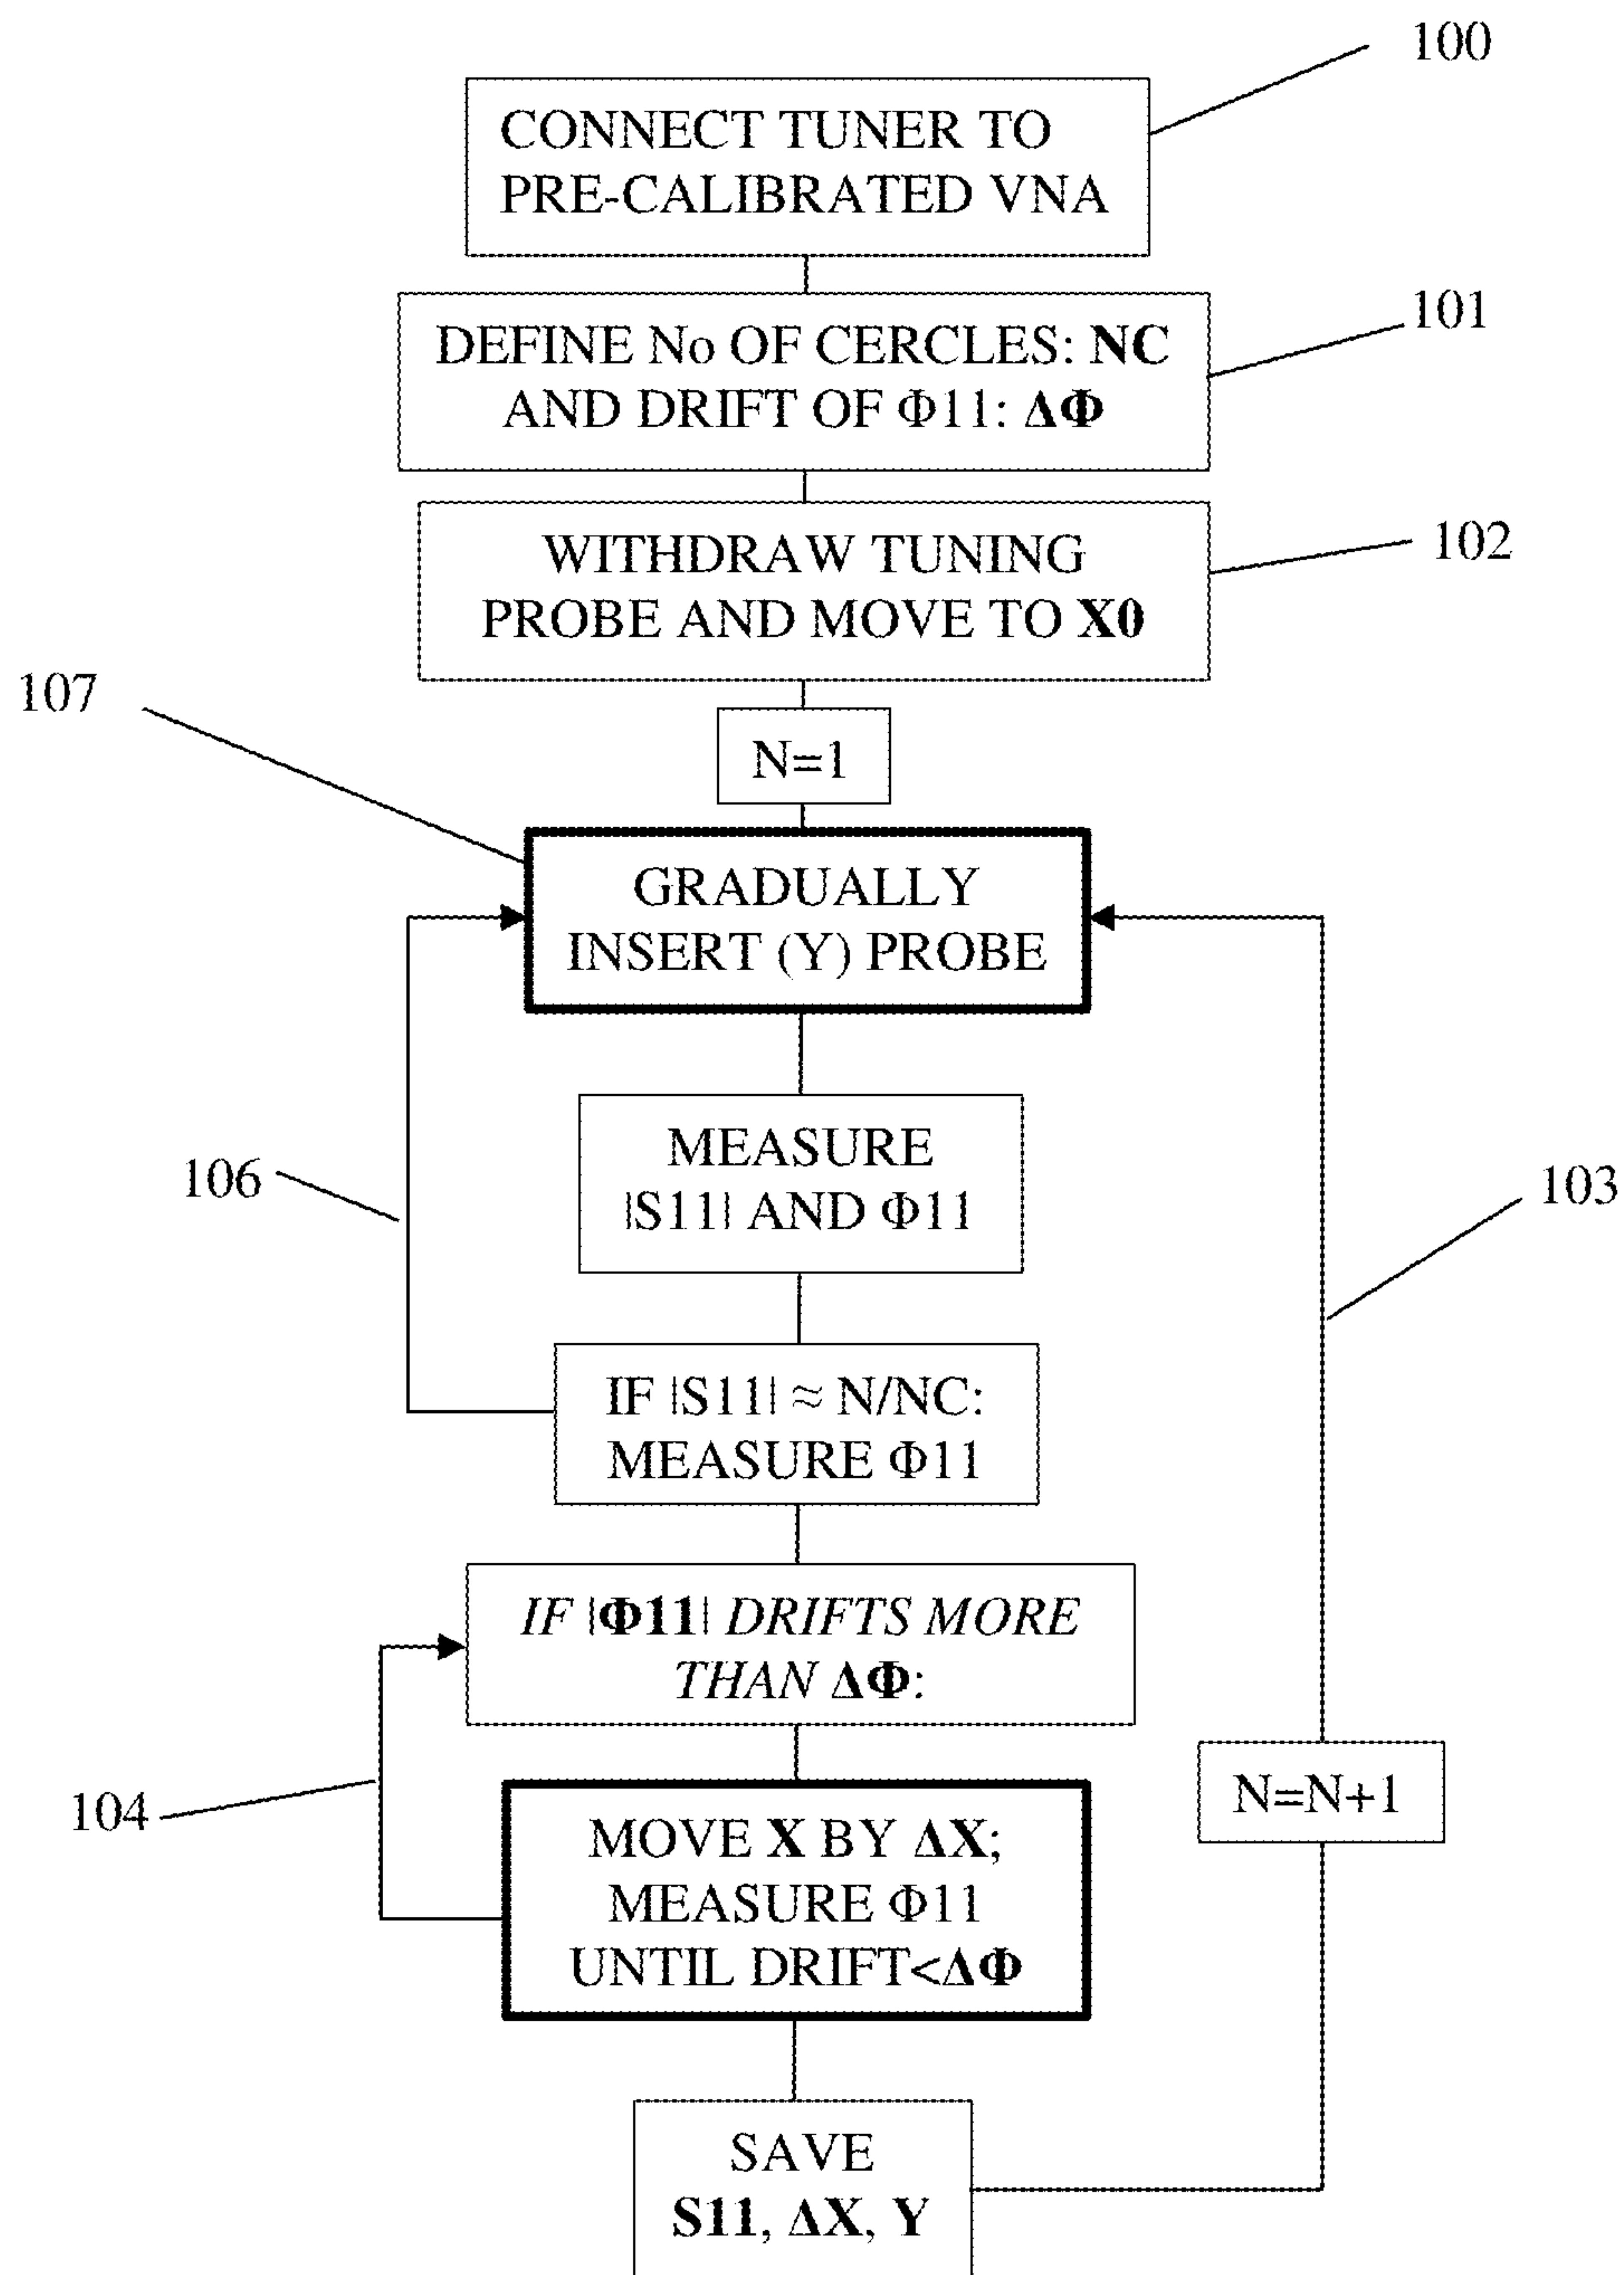 100
CONNECT TUNER TO
PRE-CALIBRATED VNA
101
DEFINE No OF CERCLES: NC
AND DRIFT OF Φ11: ΔΦ
102
WITHDRAW TUNING
PROBE AND MOVE TO X0
107
N=1
GRADUALLY
INSERT (Y) PROBE
MEASURE
|S11| AND Φ11
106
103
IF |S11| ≈ N/NC:
MEASURE Φ11
IF |Φ11| DRIFTS MORE
THAN ΔΦ:
104
N=N+1
MOVE X BY ΔX;
MEASURE Φ11
UNTIL DRIFT<ΔΦ
SAVE
S11, ΔX, Y